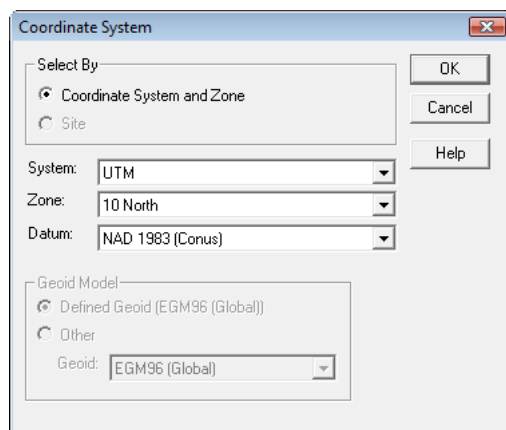 Coordinate System
Select By
Coordinate System and Zone
Site
OK
Cancel
Help
System: UTM
Zone: 10 North
Datum: NAD 1983 (Conus)
Geoid Model
Defined Geoid (EGM96 (Global))
Other
Geoid: EGM96 (Global)